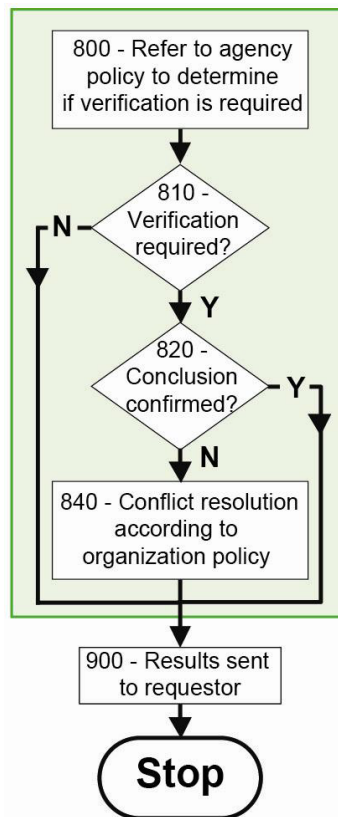 800 - Refer to agency
policy to determine
if verification is required
810 -
Verification
required?
N
Y
820 -
Conclusion
confirmed?
Y
N
840 - Conflict resolution
according to
organization policy
900 - Results sent
to requestor
Stop